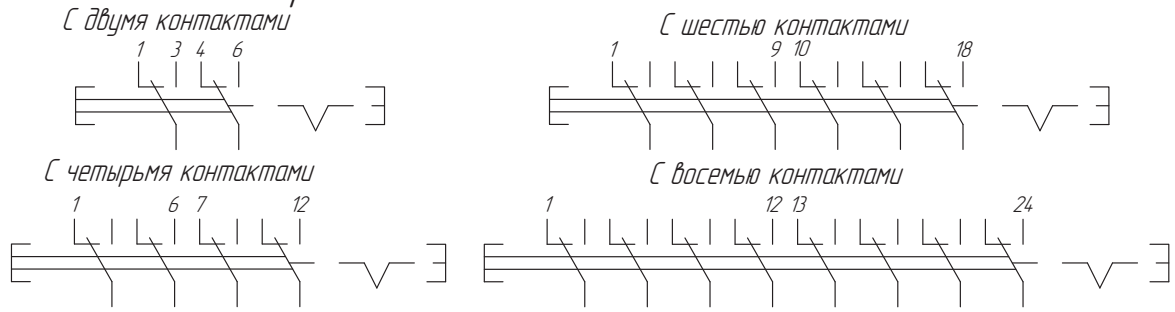 С двумя контактами
1 3 4 6
С шестью контактами
1 9 10 18
С четырьмя контактами
1 6 7 12
С восемью контактами
1 12 13 24